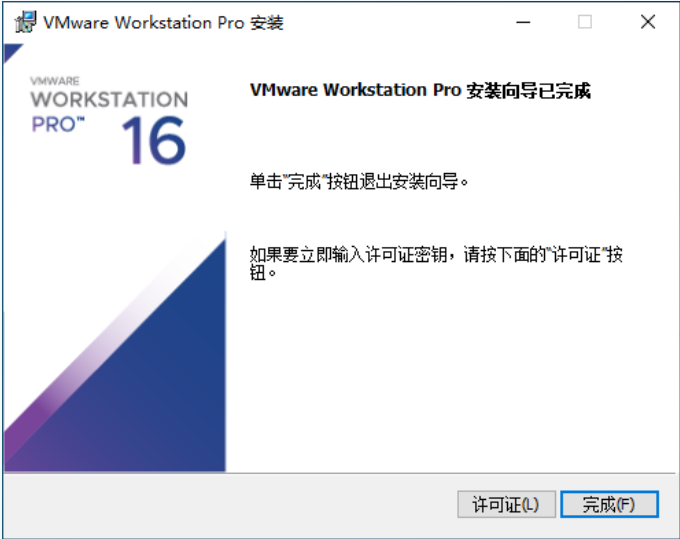 VMware Workstation Pro 安装
VMWARE
WORKSTATION
PRO™ 16
VMware Workstation Pro 安装向导已完成
单击"完成"按钮退出安装向导。
如果要立即输入许可证密钥，请按下面的"许可证"按
钮。
许可证(L) 完成(F)